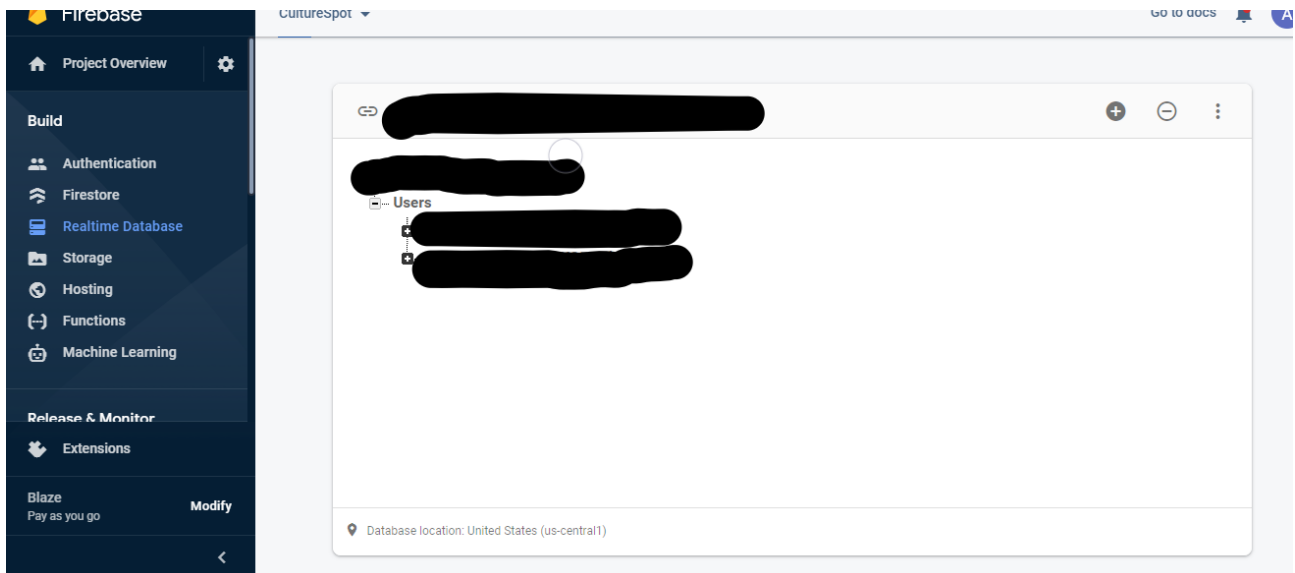 Firebase
CultureSpot
Go to docs
A
Project Overview
Build
Authentication
Firestore
Realtime Database
Storage
Hosting
Functions
Machine Learning
Release & Monitor
Extensions
Blaze
Pay as you go
Modify
Users
Database location: United States (us-central1)